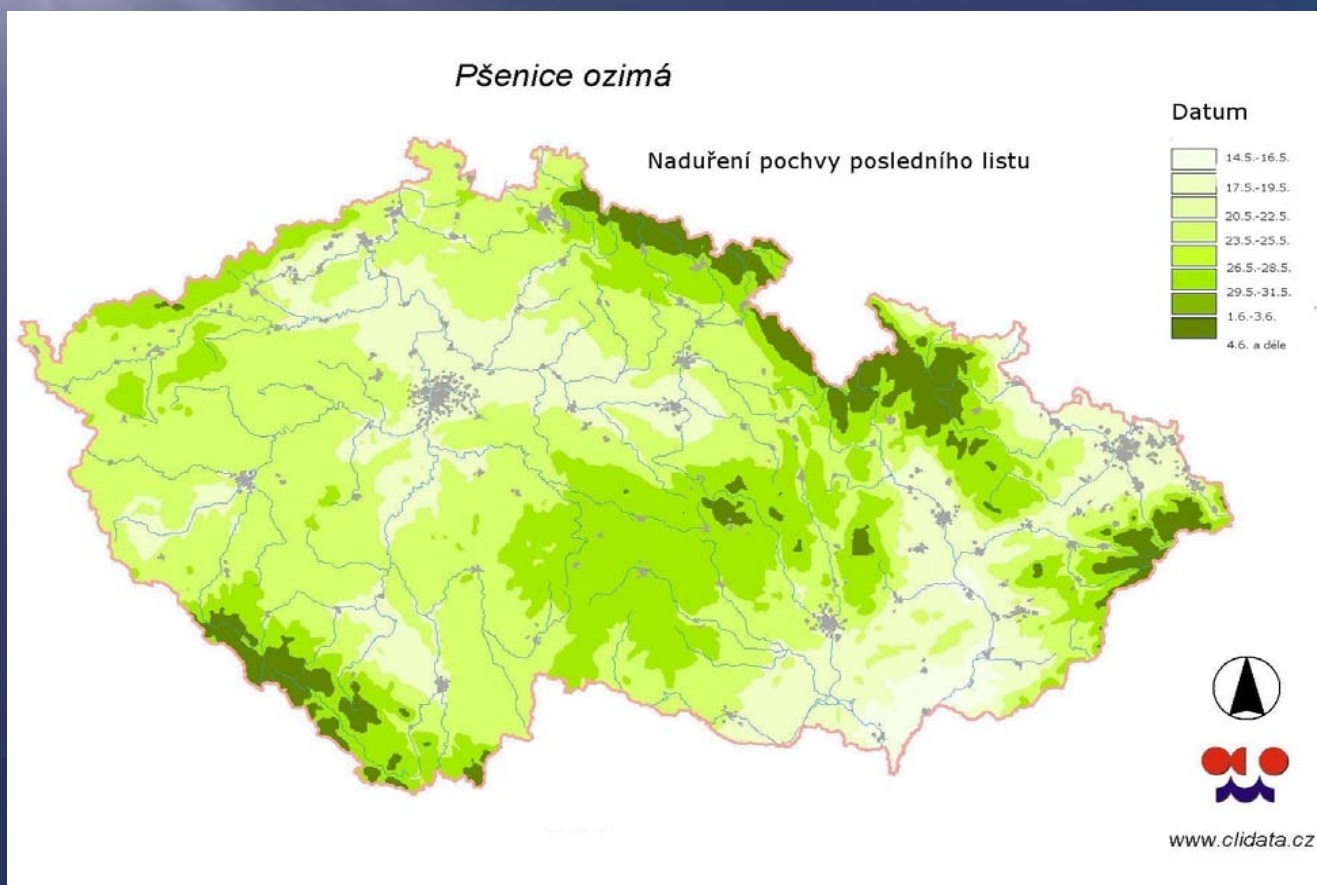 Pšenice ozimá
Datum
Naduření pochvy posledního listu
14.5.-16.5.
17.5.-19.5.
20.5.-22.5.
23.5.-25.5.
26.5.-28.5.
29.5.-31.5.
1.6.-3.6.
4.6. a déle
www.clidata.cz